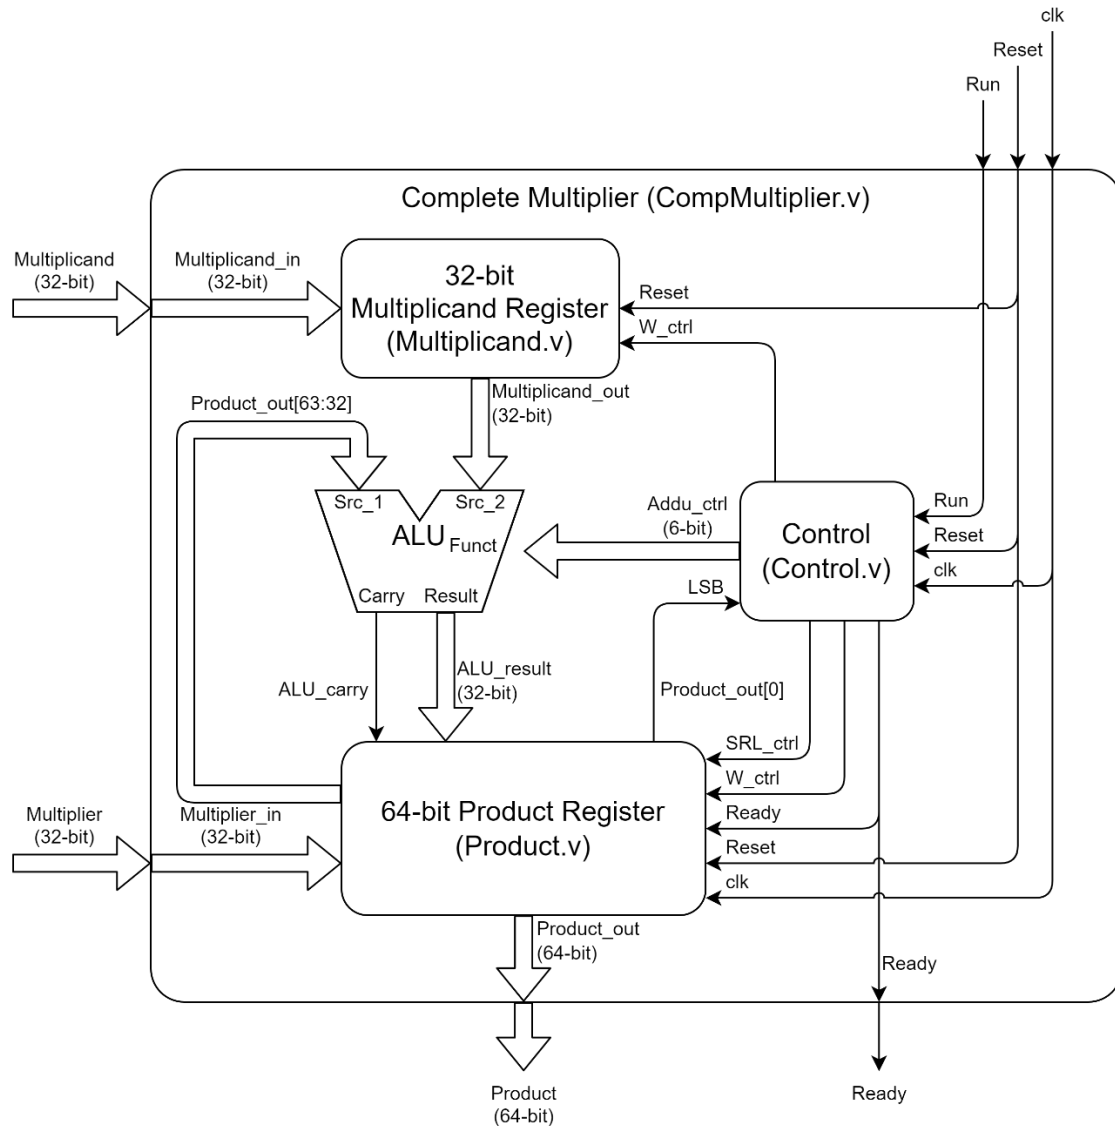 clk
Reset
Run
Complete Multiplier (CompMultiplier.v)
Multiplicand
(32-bit)
Multiplicand_in
(32-bit)
32-bit
Multiplicand Register
(Multiplicand.v)
Reset
W_ctrl
Product_out[63:32]
Multiplicand_out
(32-bit)
Src_1
Src_2
ALU
Funct
Carry
Result
Addu_ctrl
(6-bit)
Control
(Control.v)
Run
Reset
clk
LSB
ALU_carry
ALU_result
(32-bit)
Product_out[0]
SRL_ctrl
W_ctrl
Ready
Reset
clk
Multiplier
(32-bit)
Multiplier_in
(32-bit)
64-bit Product Register
(Product.v)
Product_out
(64-bit)
Ready
Product
(64-bit)
Ready